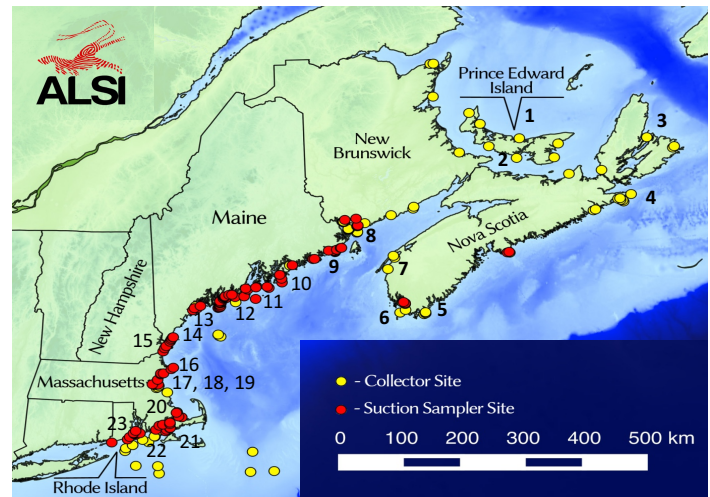 ALSI
Prince Edward
Island
1
3
New
Brunswick
2
4
Maine
8
Nova Scotia
9
7
10
New Hampshire
11
12
13
6
5
14
15
16
Massachusetts
17, 18, 19
20
23
21
22
Rhode Island
- Collector Site
- Suction Sampler Site
0 100 200 300 400 500 km